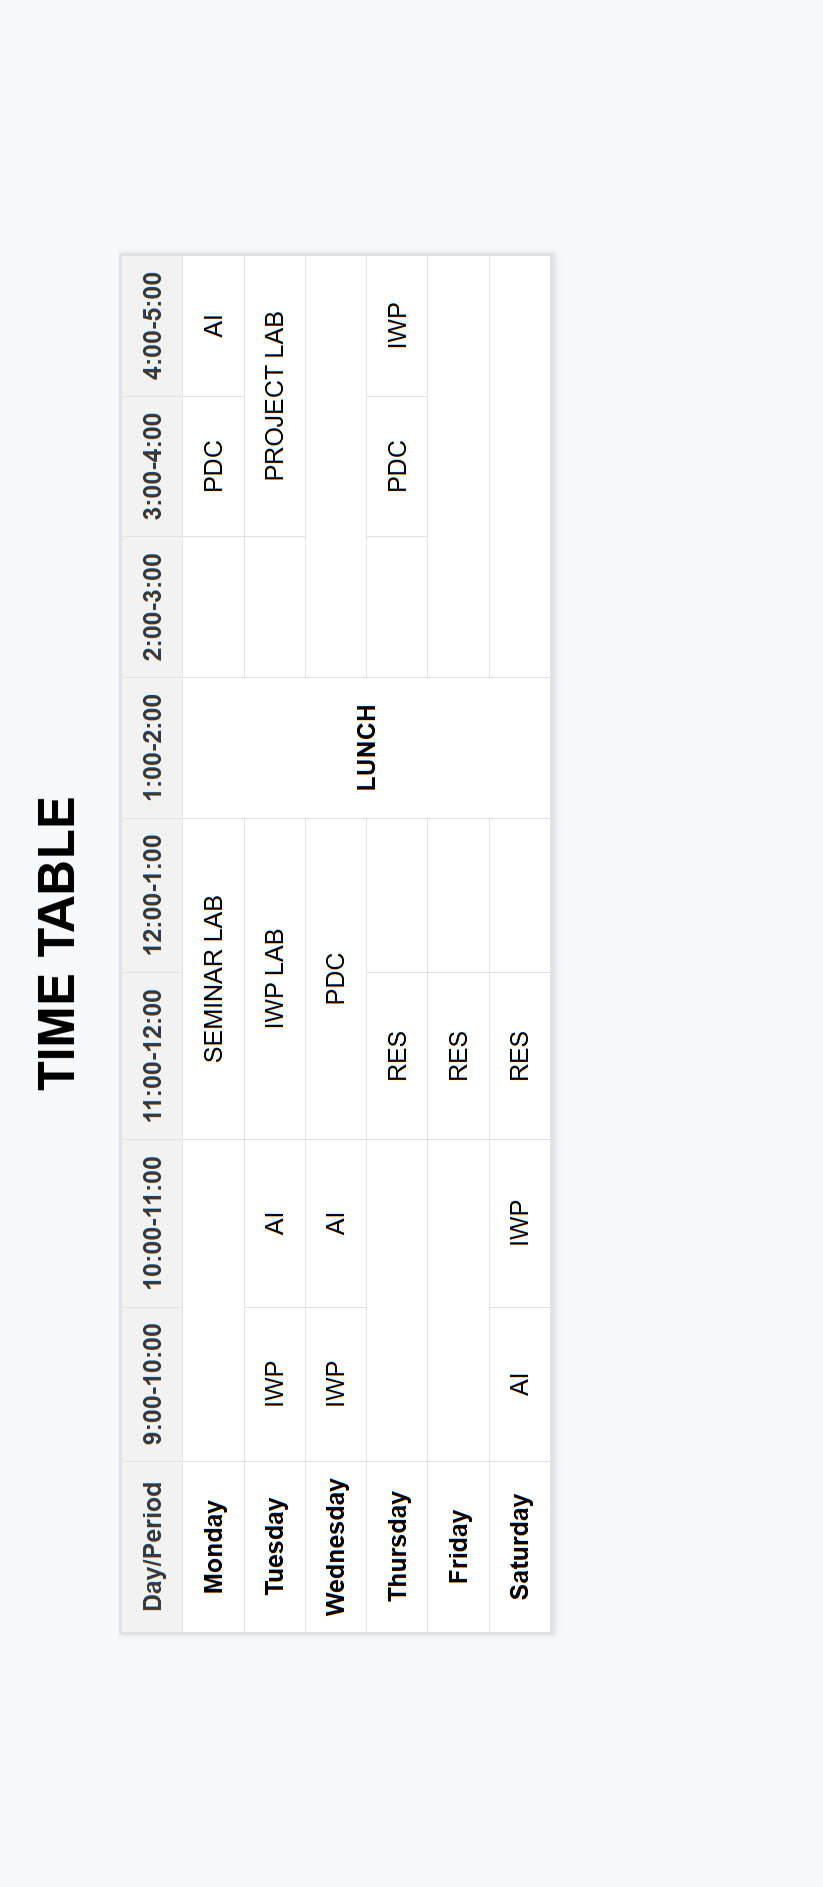 TIME TABLE
Day/Period 9:00-10:00 10:00-11:00 11:00-12:00 12:00-1:00 1:00-2:00 2:00-3:00 3:00-4:00 4:00-5:00
Monday SEMINAR LAB LUNCH PDC AI
Tuesday IWP AI IWP LAB PROJECT LAB
Wednesday IWP AI PDC
Thursday RES PDC IWP
Friday RES
Saturday AI IWP RES